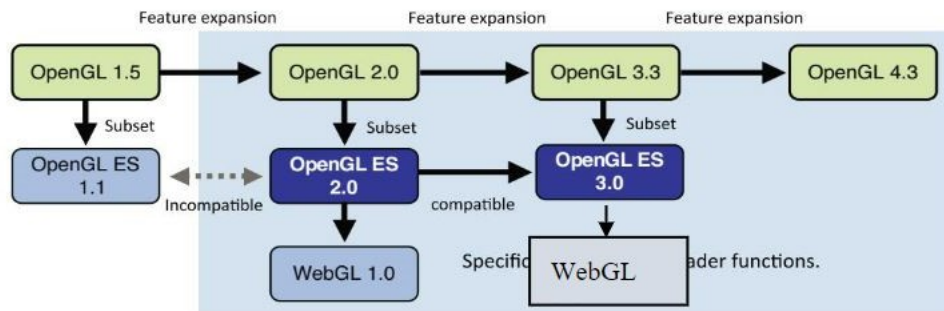 Feature expansion
Feature expansion
Feature expansion
OpenGL 1.5
OpenGL 2.0
OpenGL 3.3
OpenGL 4.3
Subset
Subset
Subset
OpenGL ES
1.1
OpenGL ES
2.0
OpenGL ES
3.0
Incompatible
compatible
WebGL 1.0
WebGL
functions.